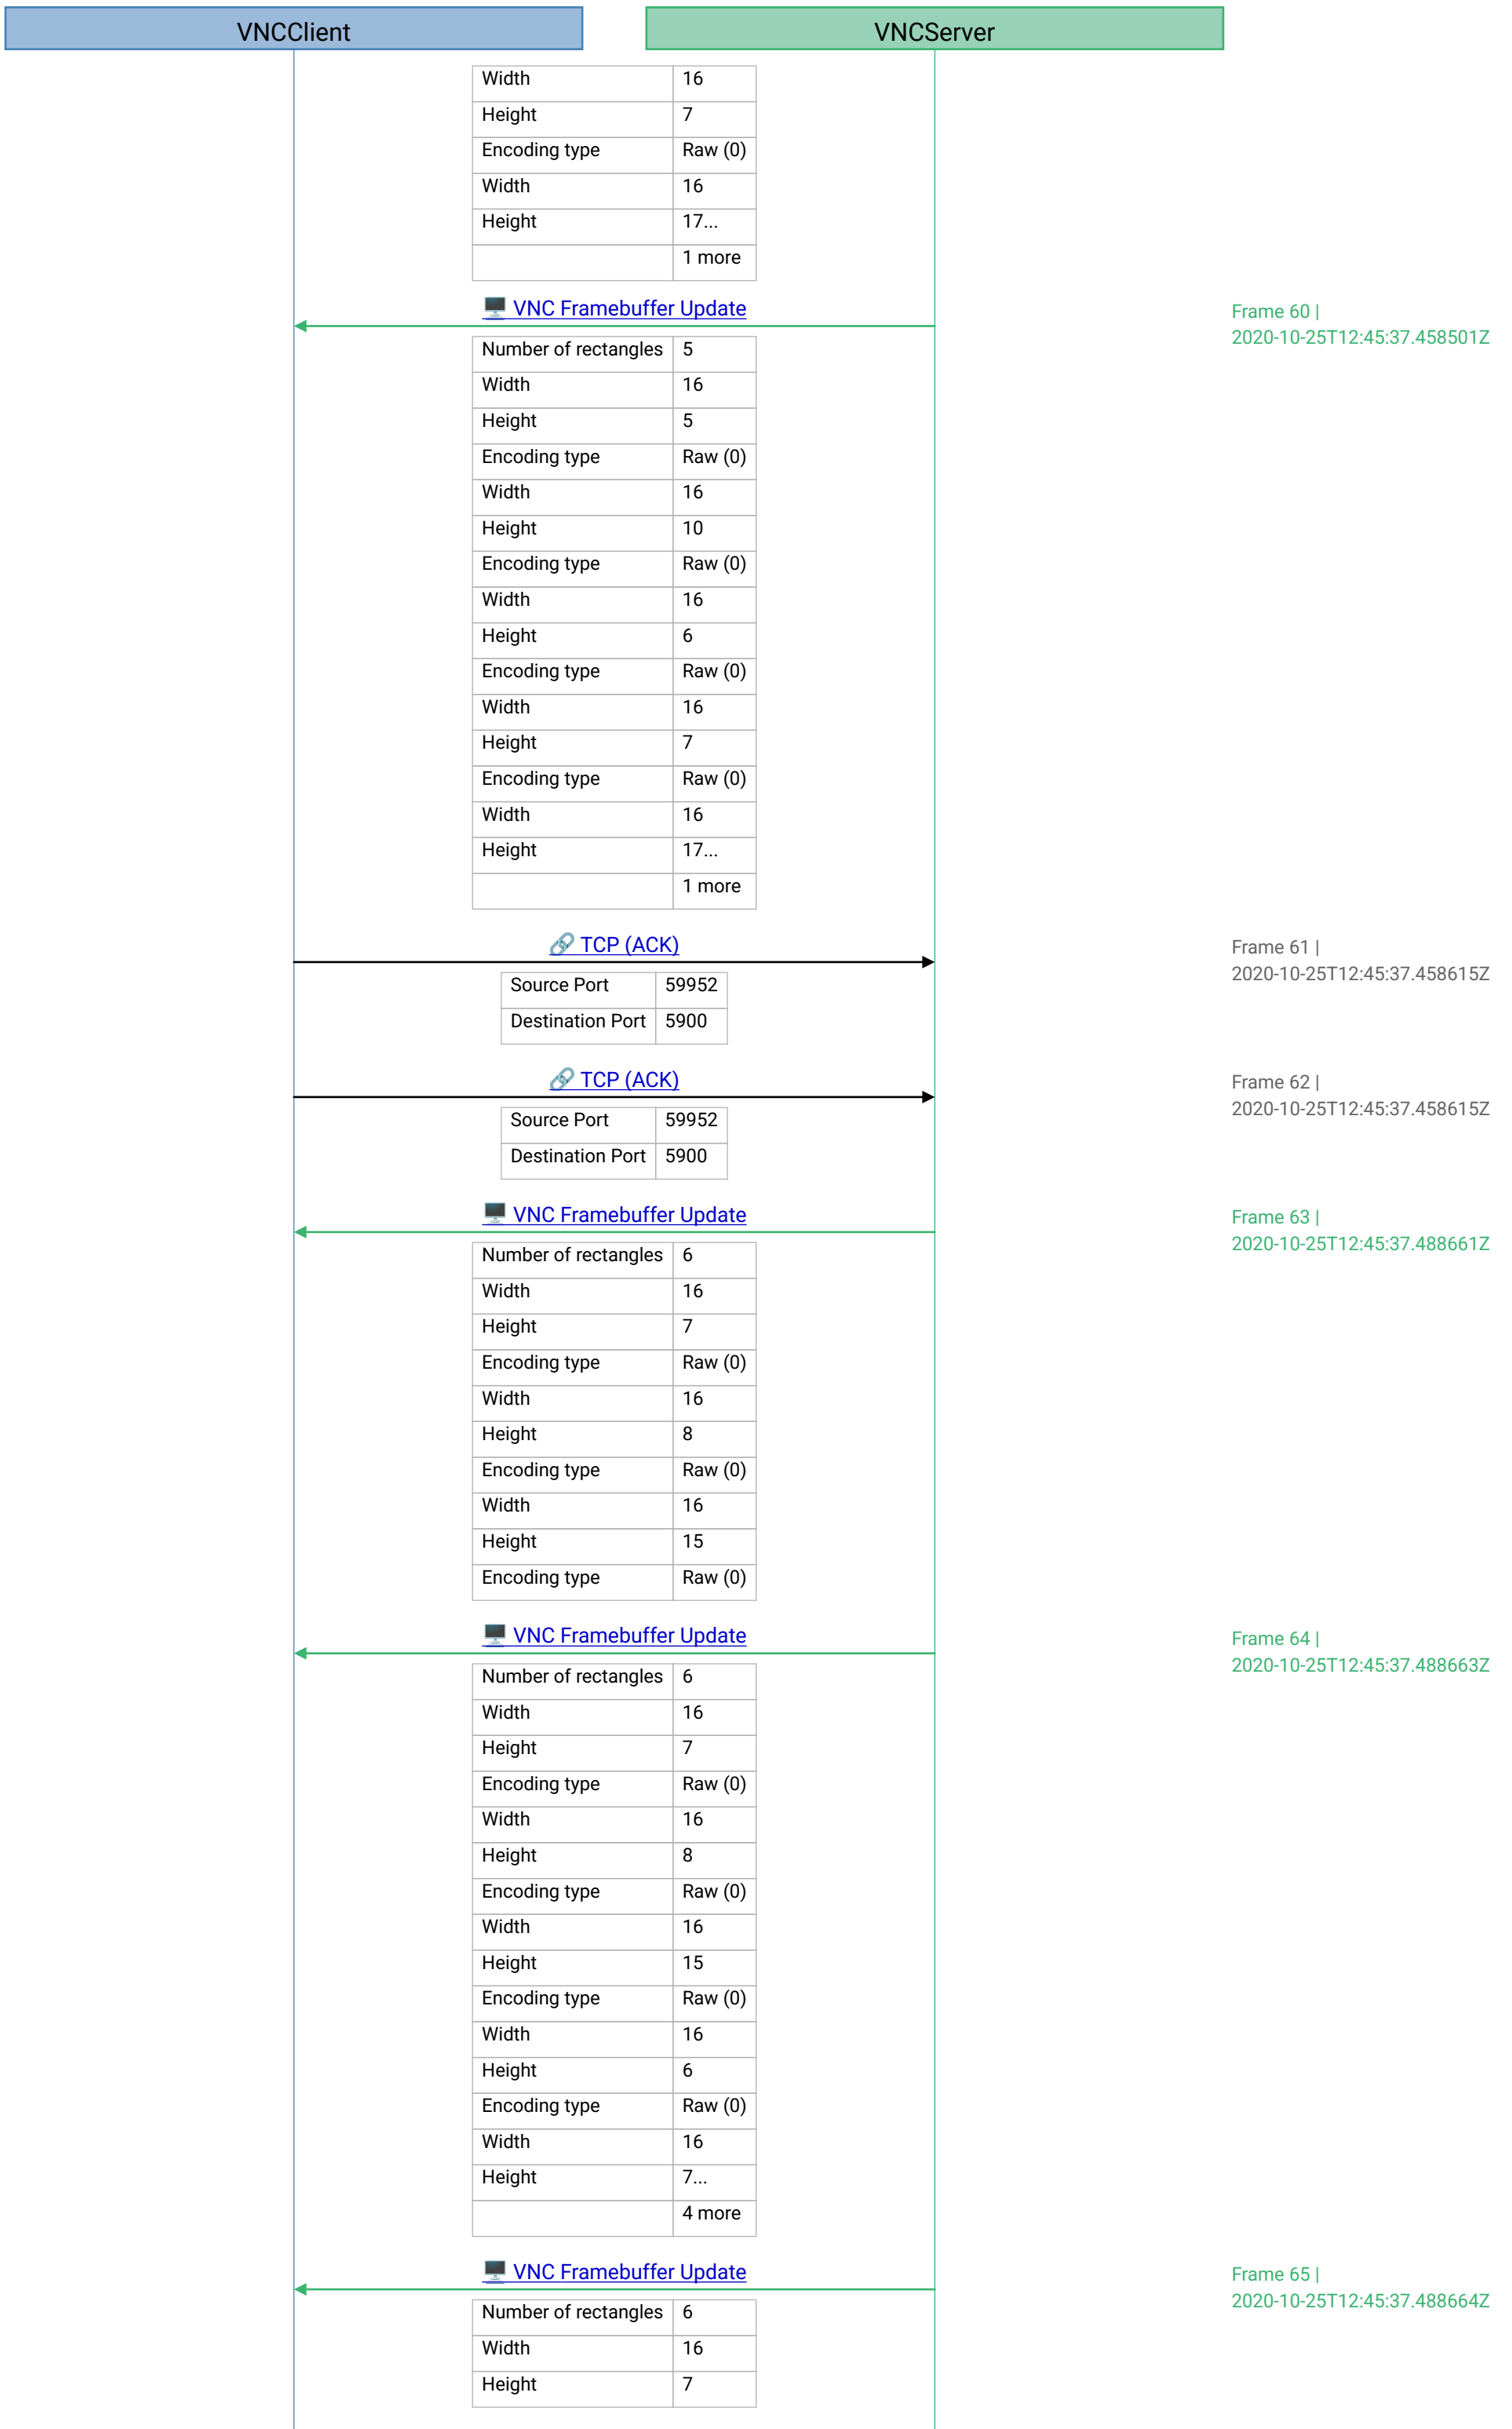 VNCClient
VNCServer
Width 16
Height 7
Encoding type Raw (0)
Width 16
Height 17...
1 more
VNC Framebuffer Update
Frame 60 |
2020-10-25T12:45:37.458501Z
Number of rectangles 5
Width 16
Height 5
Encoding type Raw (0)
Width 16
Height 10
Encoding type Raw (0)
Width 16
Height 6
Encoding type Raw (0)
Width 16
Height 7
Encoding type Raw (0)
Width 16
Height 17...
1 more
TCP (ACK)
Frame 61 |
2020-10-25T12:45:37.458615Z
Source Port 59952
Destination Port 5900
TCP (ACK)
Frame 62 |
2020-10-25T12:45:37.458615Z
Source Port 59952
Destination Port 5900
VNC Framebuffer Update
Frame 63 |
2020-10-25T12:45:37.488661Z
Number of rectangles 6
Width 16
Height 7
Encoding type Raw (0)
Width 16
Height 8
Encoding type Raw (0)
Width 16
Height 15
Encoding type Raw (0)
VNC Framebuffer Update
Frame 64 |
2020-10-25T12:45:37.488663Z
Number of rectangles 6
Width 16
Height 7
Encoding type Raw (0)
Width 16
Height 8
Encoding type Raw (0)
Width 16
Height 15
Encoding type Raw (0)
Width 16
Height 6
Encoding type Raw (0)
Width 16
Height 7...
4 more
VNC Framebuffer Update
Frame 65 |
2020-10-25T12:45:37.488664Z
Number of rectangles 6
Width 16
Height 7